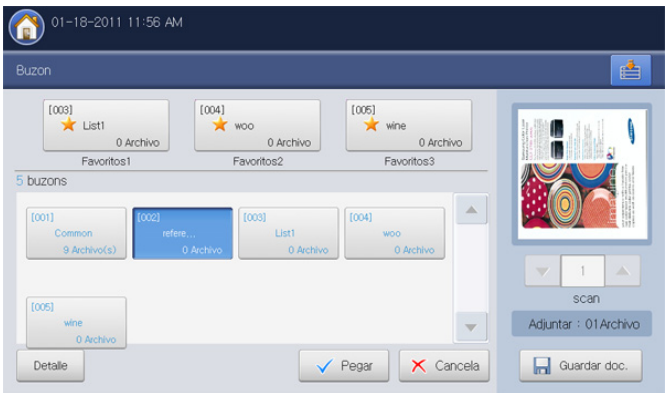 01-18-2011 11:56 AM
Buzon
[003]
List1
0 Archivo
[004]
woo
0 Archivo
[005]
wine
0 Archivo
Favoritos1
Favoritos2
Favoritos3
5 buzons
[001]
Common
9 Archivo(s)
[002]
refere...
0 Archivo
[003]
List1
0 Archivo
[004]
woo
0 Archivo
[005]
wine
0 Archivo
Detalle
Pegar
Cancela
imagine
1
scan
Adjuntar : 01Archivo
Guardar doc.